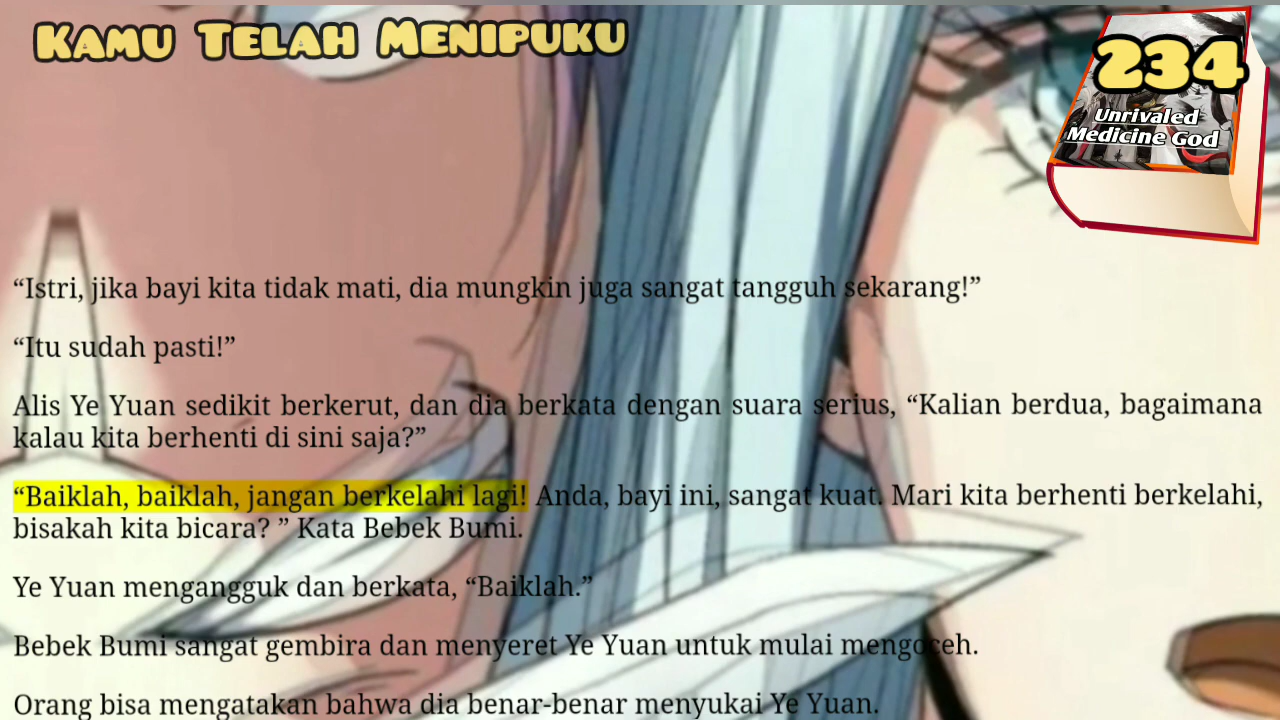 Kamu Telah Menipuku
234
Unrivaled
Medicine God
“Istri, jika bayi kita tidak mati, dia mungkin juga sangat tangguh sekarang!”
“Itu sudah pasti!”
Alis Ye Yuan sedikit berkerut, dan dia berkata dengan suara serius, “Kalian berdua, bagaimana
kalau kita berhenti di sini saja?”
“Baiklah, baiklah, jangan berkelahi lagi! Anda, bayi ini, sangat kuat. Mari kita berhenti berkelahi,
bisakah kita bicara? ” Kata Bebek Bumi.
Ye Yuan mengangguk dan berkata, “Baiklah.”
Bebek Bumi sangat gembira dan menyeret Ye Yuan untuk mulai mengoceh.
Orang bisa mengatakan bahwa dia benar-benar menyukai Ye Yuan.